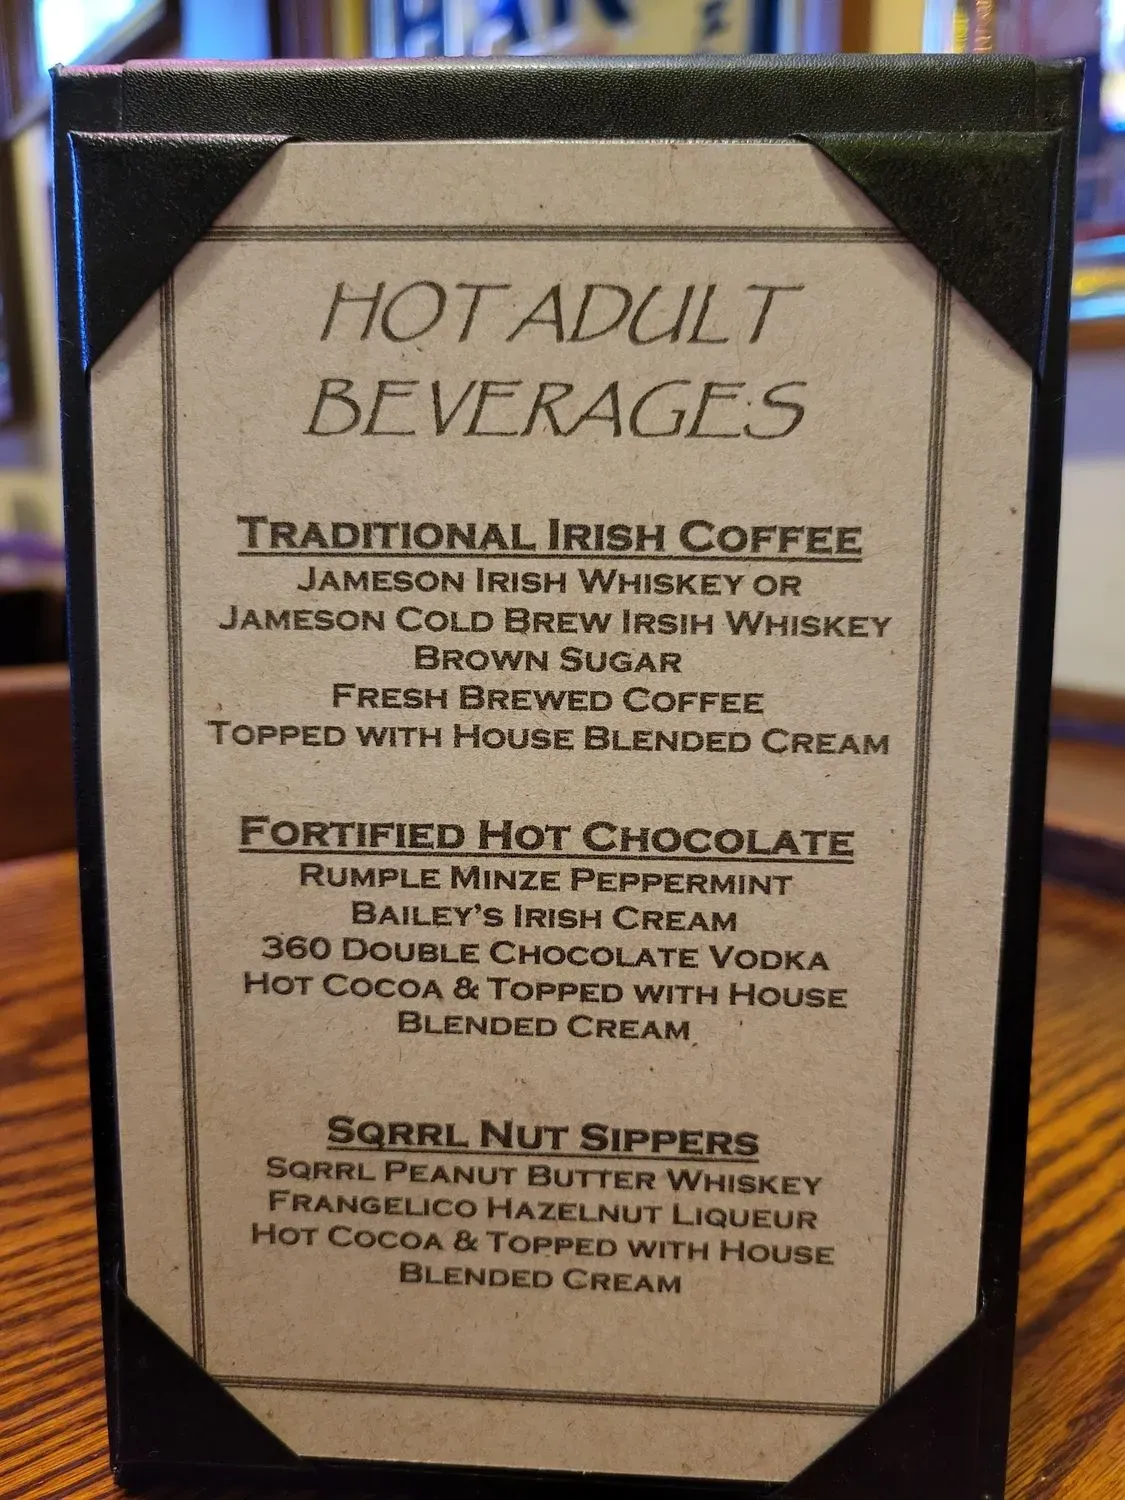 HOT ADULT
BEVERAGES
TRADITIONAL IRISH COFFEE
JAMESON IRISH WHISKEY OR
JAMESON COLD BREW IRSIH WHISKEY
BROWN SUGAR
FRESH BREWED COFFEE
TOPPED WITH HOUSE BLENDED CREAM
FORTIFIED HOT CHOCOLATE
RUMPLE MINZE PEPPERMINT
BAILEY'S IRISH CREAM
360 DOUBLE CHOCOLATE VODKA
HOT COCOA & TOPPED WITH HOUSE
BLENDED CREAM
SQRRL NUT SIPPERS
SQRRL PEANUT BUTTER WHISKEY
FRANGELICO HAZELNUT LIQUEUR
HOT COCOA & TOPPED WITH HOUSE
BLENDED CREAM